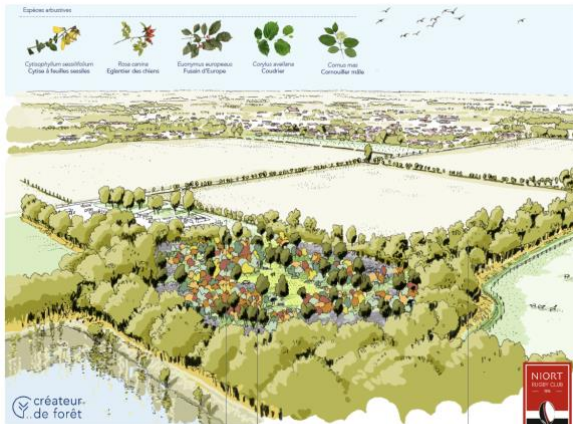 Espèces arbustives
Cytisophyllum sessilifolium
Cytise à feuilles sessiles
Rosa canina
Eglantier des chiens
Euonymus europaeus
Fusain d'Europe
Corylus avellana
Coudrier
Cornus mas
Cornouiller mâle
créateur
de forêt
NIORT
RUGBY CLUB